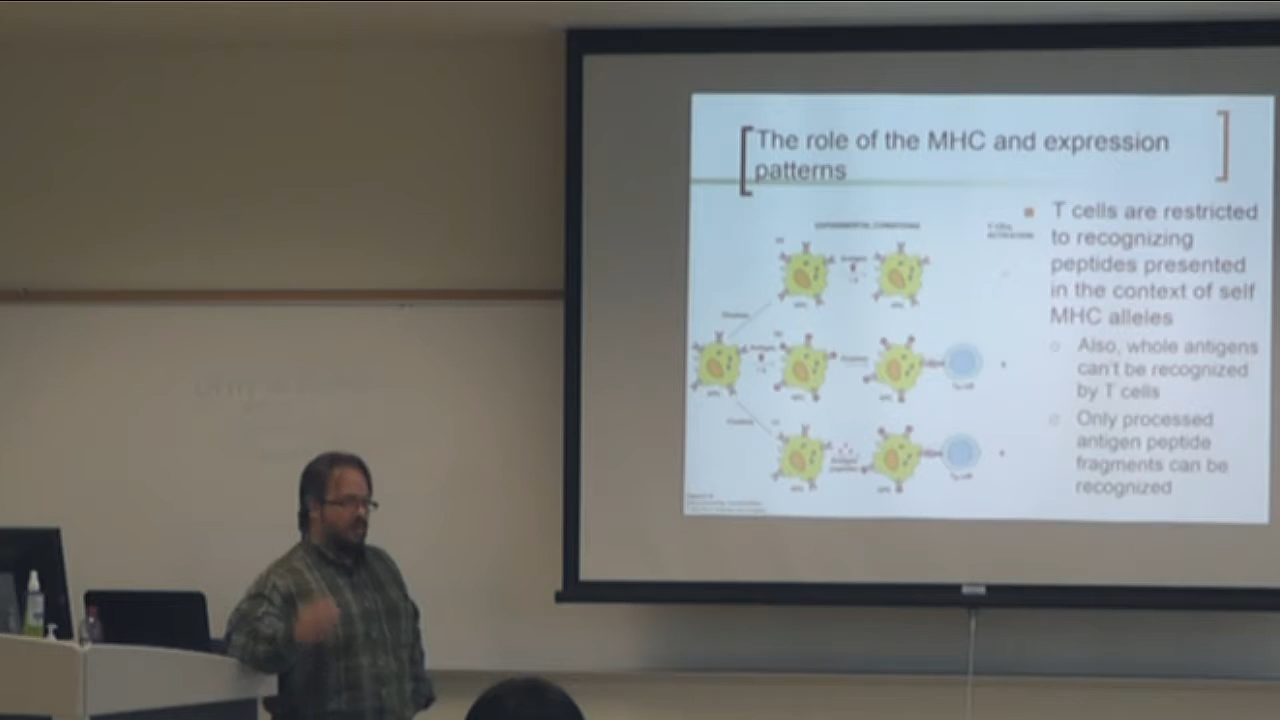 The role of the MHC and expression
patterns
EXPERIMENTAL CONDITIONS
T cells are restricted
to recognizing
peptides presented
in the context of self
MHC alleles
Also, whole antigens
can't be recognized
by T cells
Only processed
antigen peptide
fragments can be
recognized